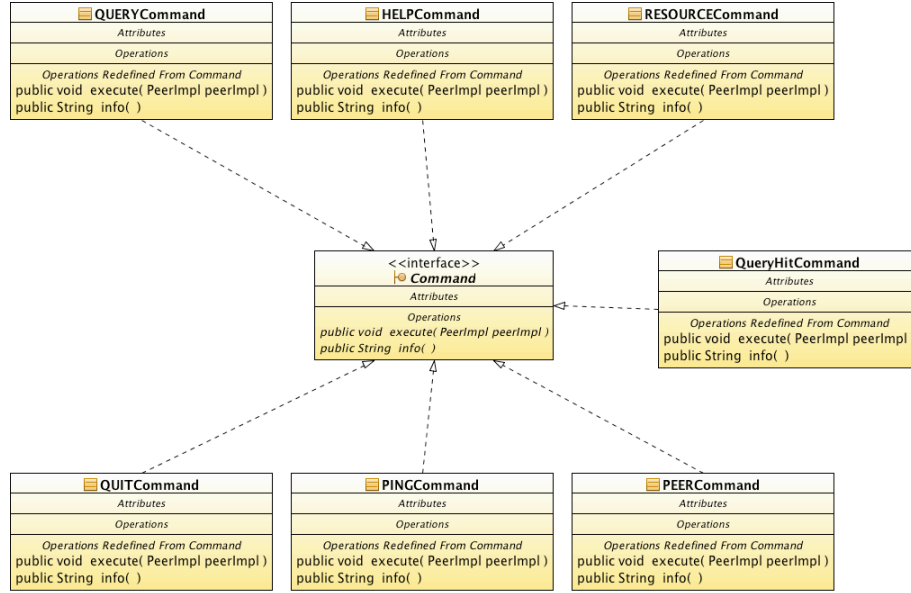 QUERYCommand
Attributes
Operations
Operations Redefined From Command
public void execute( PeerImpl peerImpl )
public String info( )
HELPCommand
Attributes
Operations
Operations Redefined From Command
public void execute( PeerImpl peerImpl )
public String info( )
RESOURCECommand
Attributes
Operations
Operations Redefined From Command
public void execute( PeerImpl peerImpl )
public String info( )
<<interface>>
Command
Attributes
Operations
public void execute( PeerImpl peerImpl )
public String info( )
QueryHitCommand
Attributes
Operations
Operations Redefined From Command
public void execute( PeerImpl peerImpl
public String info( )
QUITCommand
Attributes
Operations
Operations Redefined From Command
public void execute( PeerImpl peerImpl )
public String info( )
PINGCommand
Attributes
Operations
Operations Redefined From Command
public void execute( PeerImpl peerImpl )
public String info( )
PEERCommand
Attributes
Operations
Operations Redefined From Command
public void execute( PeerImpl peerImpl )
public String info( )